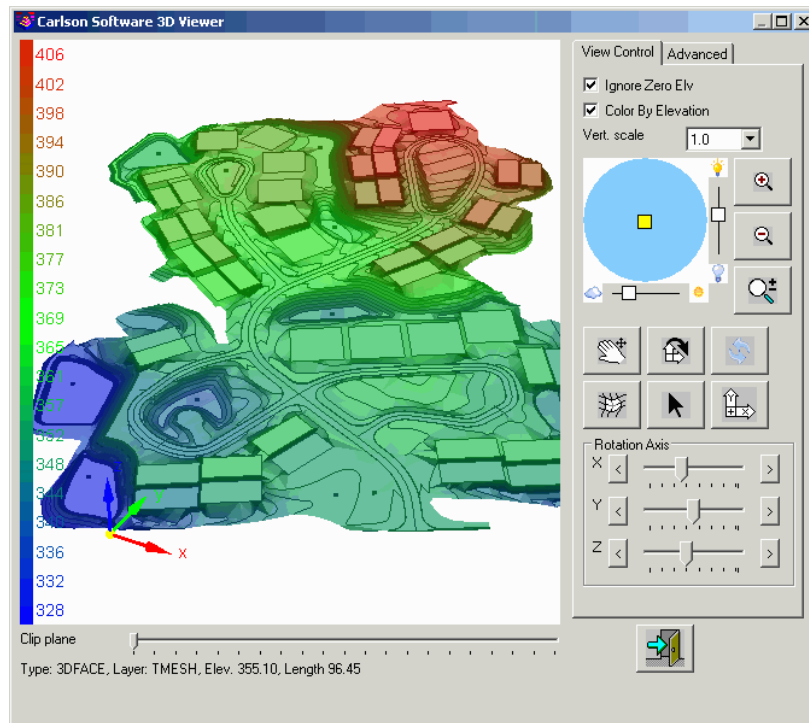 Carlson Software 3D Viewer
406
402
398
394
390
386
381
377
373
369
365
361
357
352
348
344
340
336
332
328
Z
Y
X
View Control
Advanced
Ignore Zero Elv
Color By Elevation
Vert. scale
1.0
Rotation Axis
X < >
Y < >
Z < >
Clip plane
Type: 3DFACE, Layer: TMESH, Elev. 355.10, Length 96.45